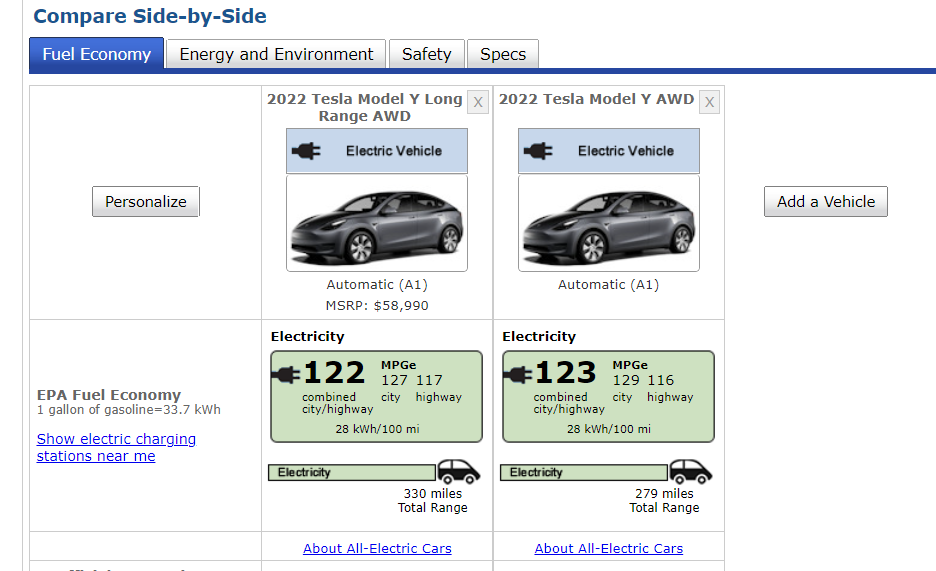 Compare Side-by-Side
Fuel Economy
Energy and Environment
Safety
Specs
Personalize
2022 Tesla Model Y Long
Range AWD
X
Electric Vehicle
Automatic (A1)
MSRP: $58,990
2022 Tesla Model Y AWD
X
Electric Vehicle
Automatic (A1)
Add a Vehicle
EPA Fuel Economy
1 gallon of gasoline=33.7 kWh
Show electric charging
stations near me
Electricity
122
MPGe
127 117
combined
city/highway
city highway
28 kWh/100 mi
Electricity
330 miles
Total Range
Electricity
123
MPGe
129 116
combined
city/highway
city highway
28 kWh/100 mi
Electricity
279 miles
Total Range
About All-Electric Cars
About All-Electric Cars